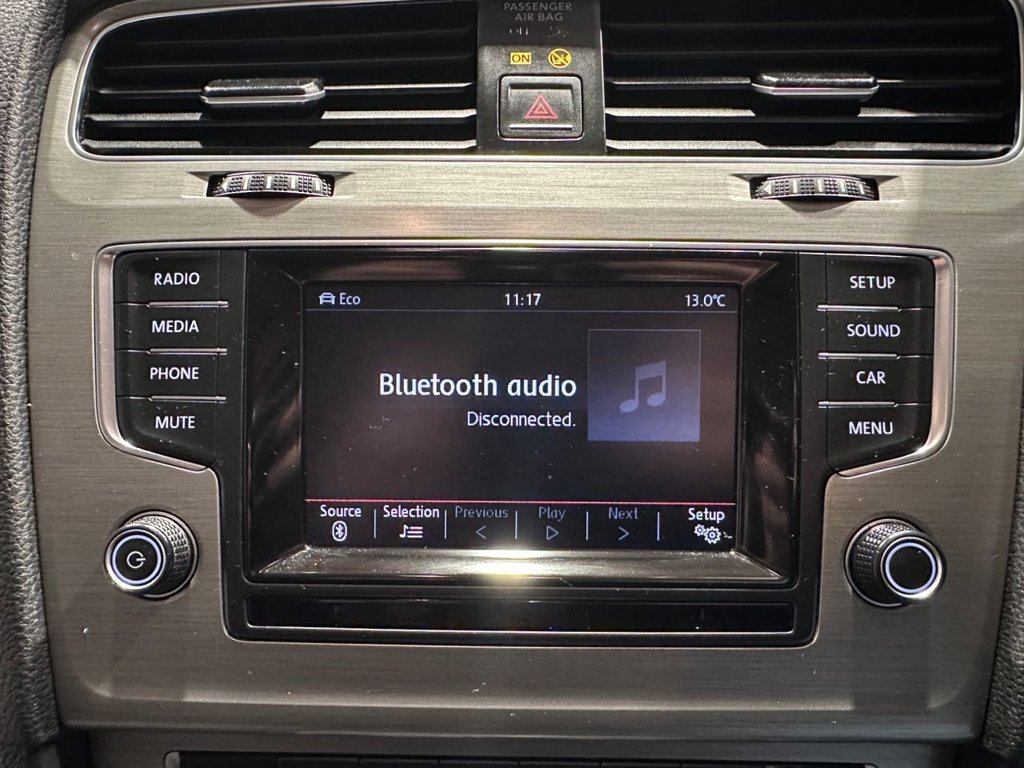 PASSENGER
AIR BAG
ON
RADIO
MEDIA
PHONE
MUTE
Eco 11:17 13.0°C
Bluetooth audio
Disconnected.
Source Selection Previous Play Next Setup
SETUP
SOUND
CAR
MENU